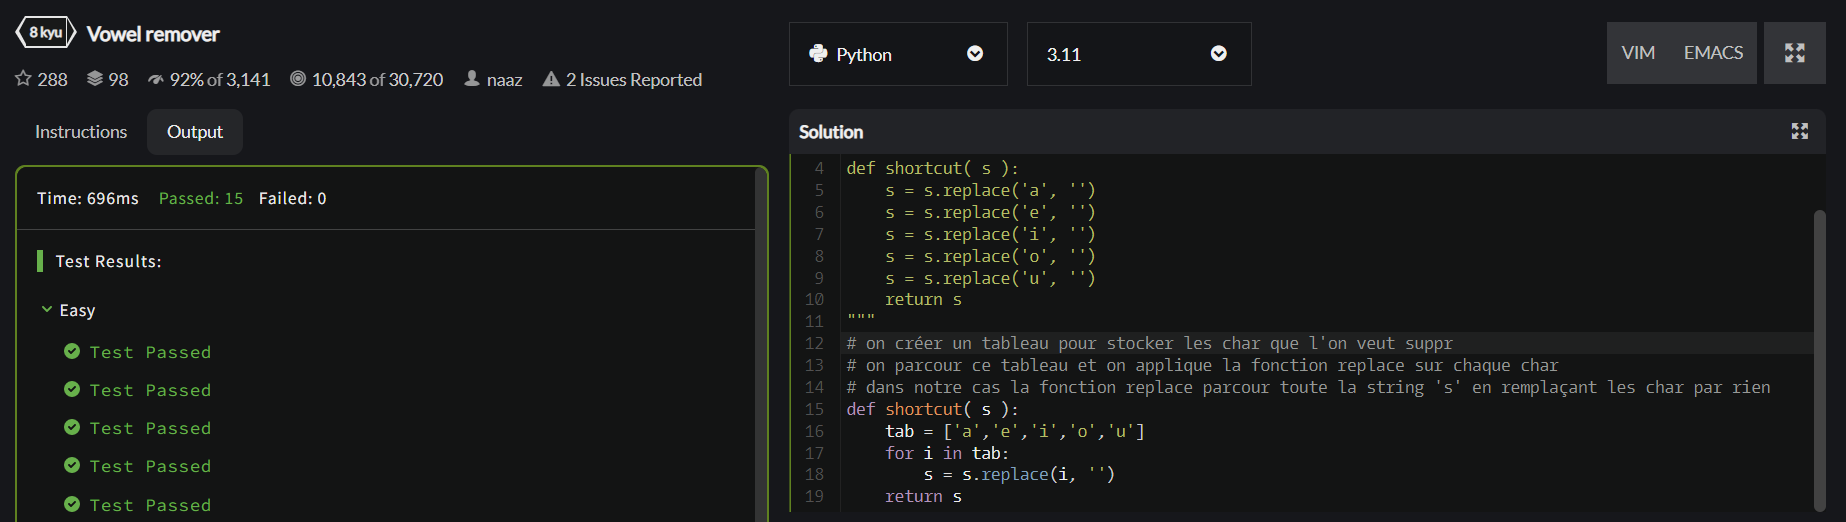 8 kyu Vowel remover
288 98 92% of 3,141 10,843 of 30,720 naaz 2 Issues Reported
Instructions Output
Time: 696ms Passed: 15 Failed: 0
Test Results:
Easy
Test Passed
Test Passed
Test Passed
Test Passed
Test Passed
Python 3.11 VIM EMACS
Solution
4 def shortcut( s ):
5     s = s.replace('a', '')
6     s = s.replace('e', '')
7     s = s.replace('i', '')
8     s = s.replace('o', '')
9     s = s.replace('u', '')
10     return s
11 """
12 # on créer un tableau pour stocker les char que l'on veut suppr
13 # on parcour ce tableau et on applique la fonction replace sur chaque char
14 # dans notre cas la fonction replace parcour toute la string 's' en remplaçant les char par rien
15 def shortcut( s ):
16     tab = ['a','e','i','o','u']
17     for i in tab:
18         s = s.replace(i, '')
19     return s